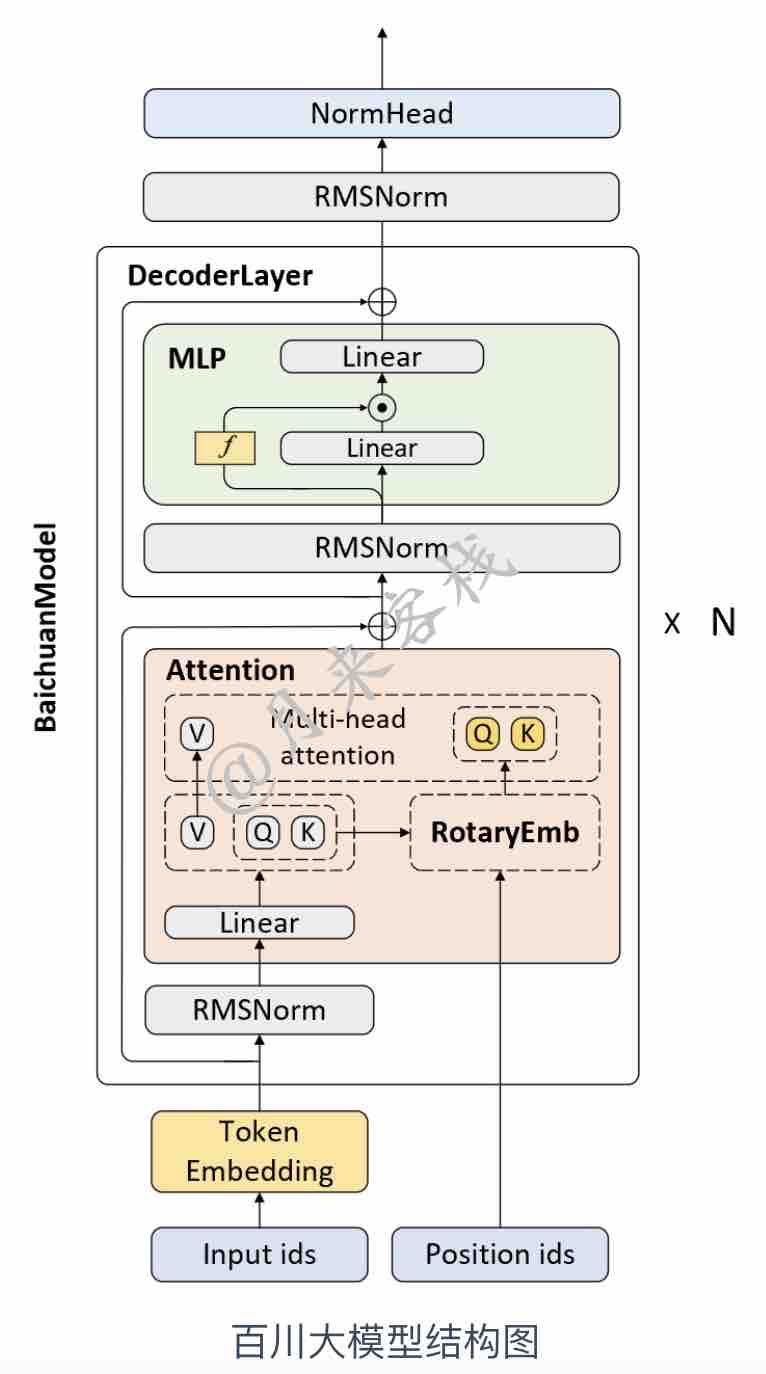 NormHead
RMSNorm
DecoderLayer
MLP
Linear
f
Linear
RMSNorm
BaichuanModel
x N
Attention
V
Multi-head
attention
Q K
V
Q K
RotaryEmb
Linear
RMSNorm
Token
Embedding
Input ids
Position ids
@月来客栈
百川大模型结构图